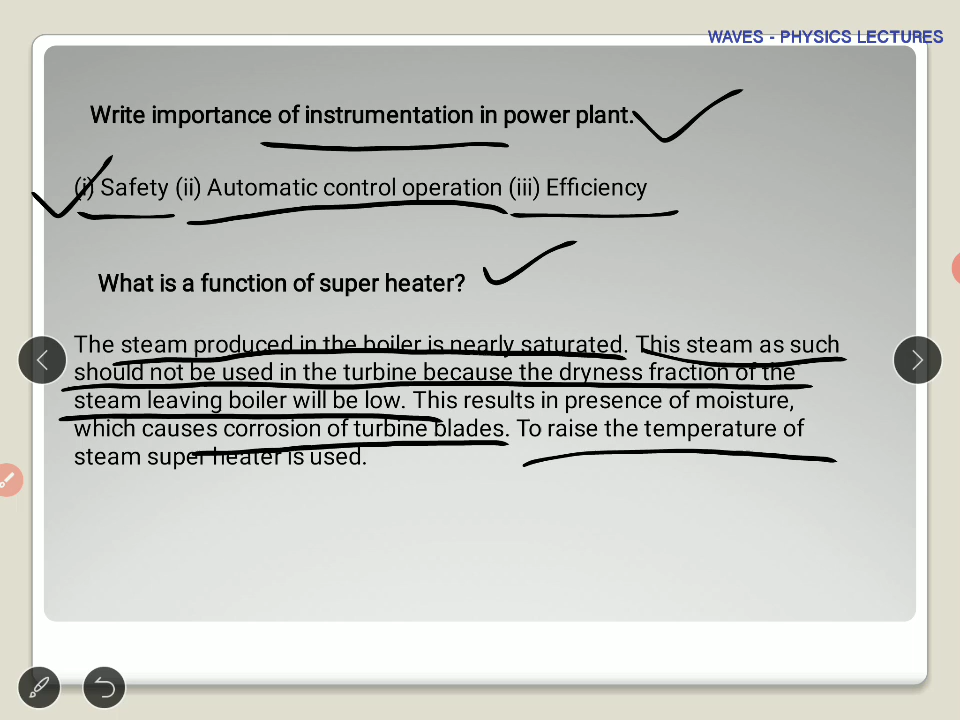 WAVES - PHYSICS LECTURES
Write importance of instrumentation in power plant.
(i) Safety (ii) Automatic control operation (iii) Efficiency
What is a function of super heater?
The steam produced in the boiler is nearly saturated. This steam as such
should not be used in the turbine because the dryness fraction of the
steam leaving boiler will be low. This results in presence of moisture,
which causes corrosion of turbine blades. To raise the temperature of
steam super heater is used.